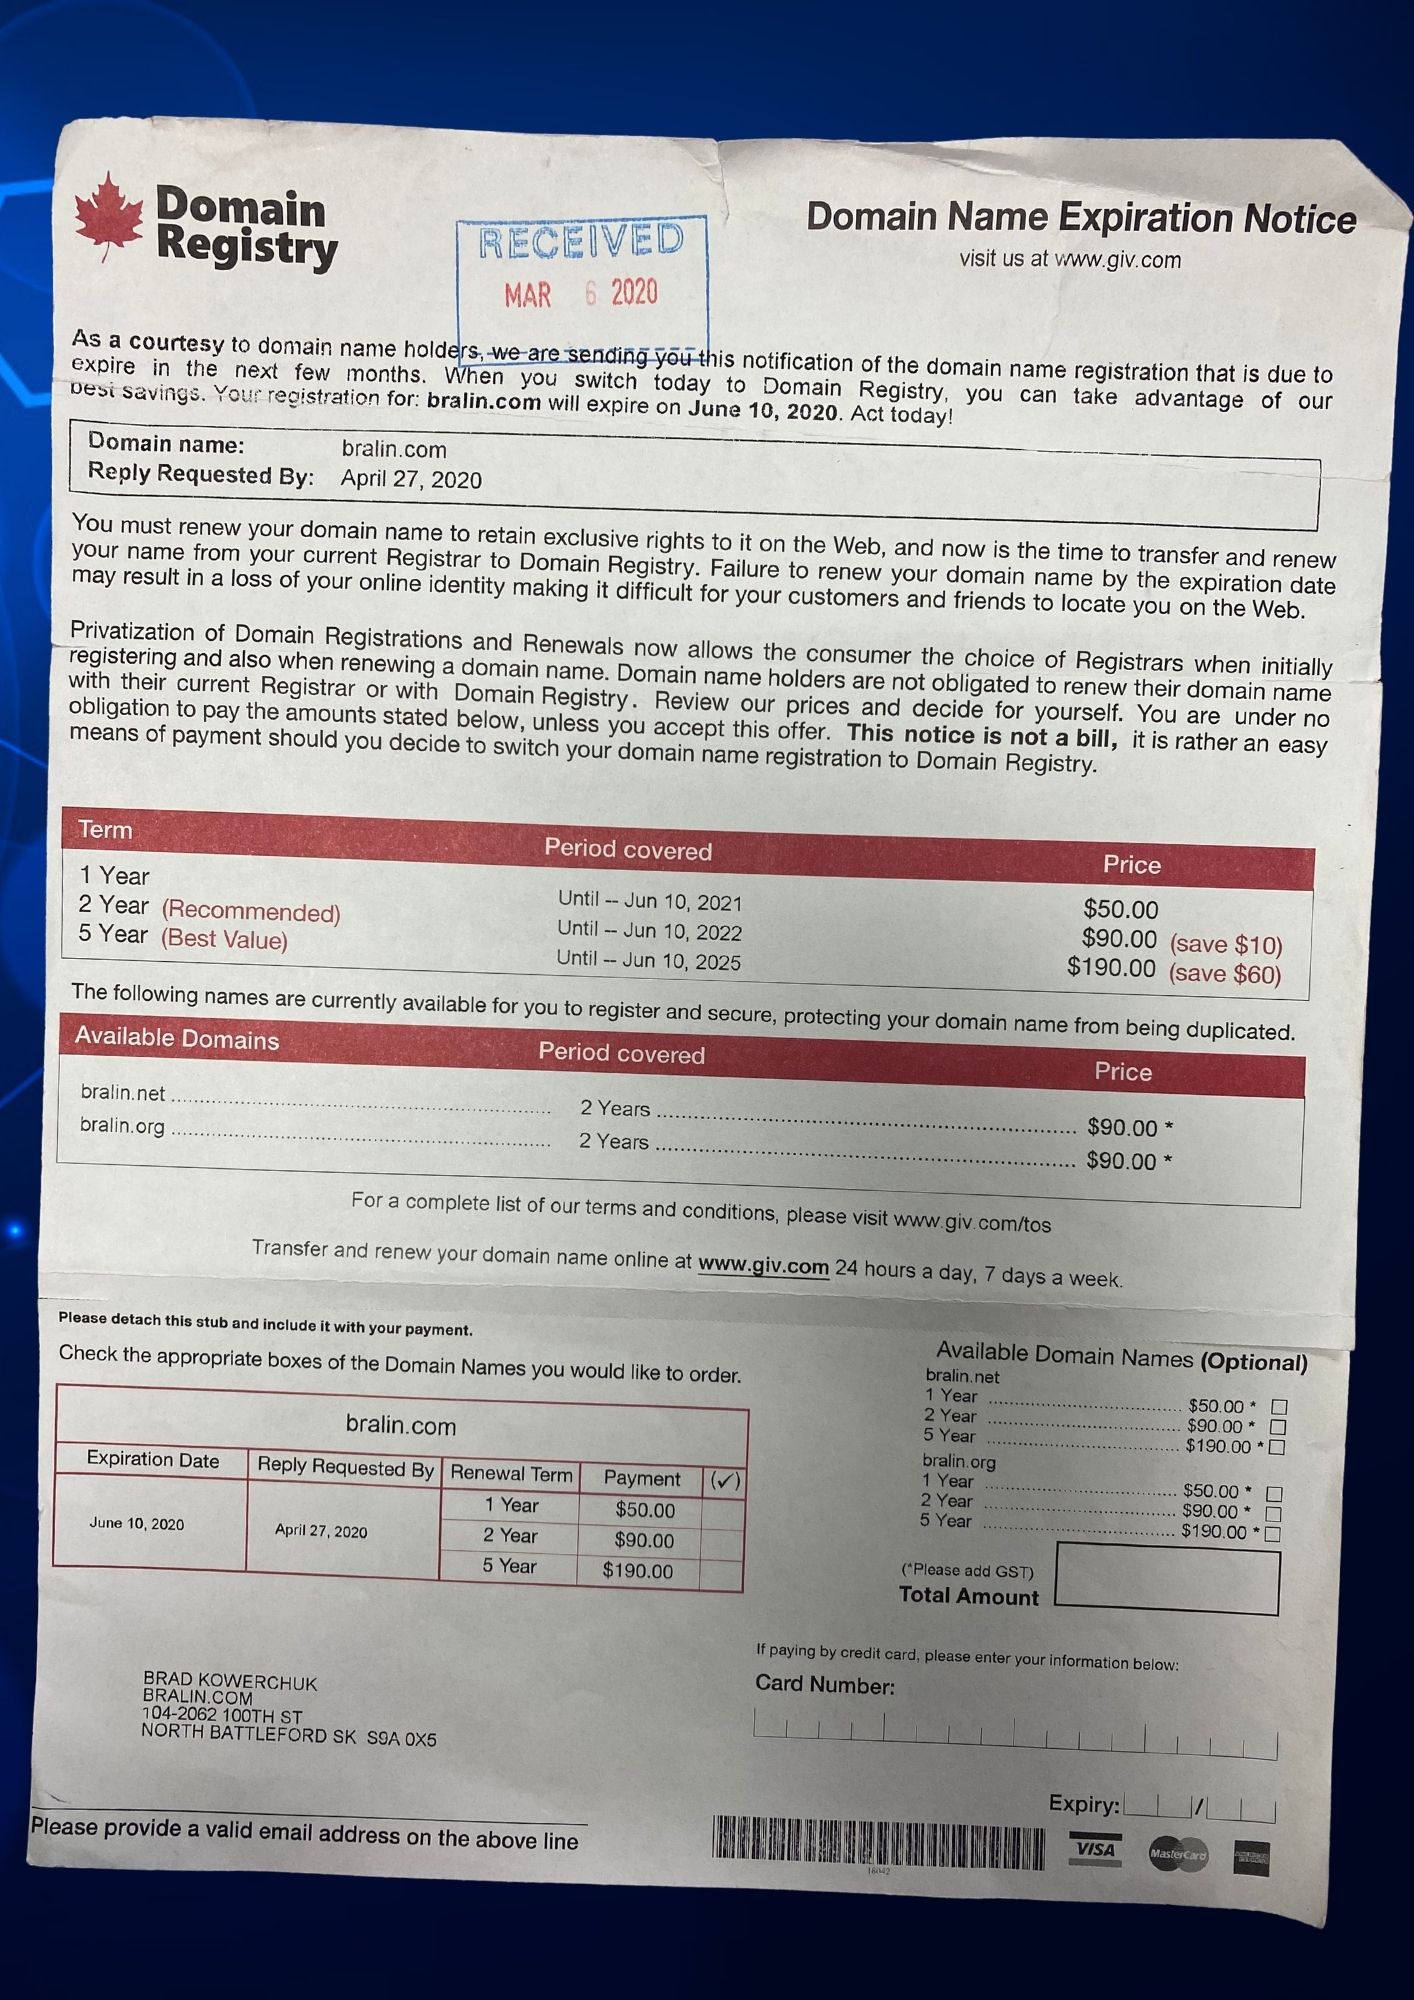 Domain
Registry
RECEIVED
MAR 6 2020
Domain Name Expiration Notice
visit us at www.giv.com
As a courtesy to domain name holders, we are sending you this notification of the domain name registration that is due to
expire in the next few months. When you switch today to Domain Registry, you can take advantage of our
best savings. Your registration for: bralin.com will expire on June 10, 2020. Act today!
Domain name: bralin.com
Reply Requested By: April 27, 2020
You must renew your domain name to retain exclusive rights to it on the Web, and now is the time to transfer and renew
your name from your current Registrar to Domain Registry. Failure to renew your domain name by the expiration date
may result in a loss of your online identity making it difficult for your customers and friends to locate you on the Web.
Privatization of Domain Registrations and Renewals now allows the consumer the choice of Registrars when initially
registering and also when renewing a domain name. Domain name holders are not obligated to renew their domain name
with their current Registrar or with Domain Registry. Review our prices and decide for yourself. You are under no
obligation to pay the amounts stated below, unless you accept this offer. This notice is not a bill, it is rather an easy
means of payment should you decide to switch your domain name registration to Domain Registry.
Term Period covered Price
1 Year Until -- Jun 10, 2021 $50.00
2 Year (Recommended) Until -- Jun 10, 2022 $90.00 (save $10)
5 Year (Best Value) Until -- Jun 10, 2025 $190.00 (save $60)
The following names are currently available for you to register and secure, protecting your domain name from being duplicated.
Available Domains Period covered Price
bralin.net 2 Years $90.00 *
bralin.org 2 Years $90.00 *
For a complete list of our terms and conditions, please visit www.giv.com/tos
Transfer and renew your domain name online at www.giv.com 24 hours a day, 7 days a week.
Please detach this stub and include it with your payment.
Check the appropriate boxes of the Domain Names you would like to order.
bralin.com
Expiration Date Reply Requested By Renewal Term Payment (✓)
June 10, 2020 April 27, 2020
1 Year $50.00
2 Year $90.00
5 Year $190.00
Available Domain Names (Optional)
bralin.net
1 Year $50.00 *
2 Year $90.00 *
5 Year $190.00 *
bralin.org
1 Year $50.00 *
2 Year $90.00 *
5 Year $190.00 *
(*Please add GST)
Total Amount
If paying by credit card, please enter your information below:
Card Number:
BRAD KOWERCHUK
BRALIN.COM
104-2062 100TH ST
NORTH BATTLEFORD SK S9A 0X5
Expiry: /
Please provide a valid email address on the above line
18042
VISA
MasterCard
AMERICAN EXPRESS